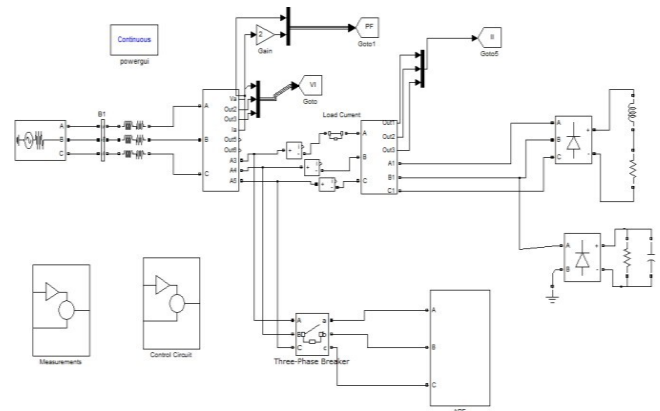 Continuous
powergui
2
Gain
PF
Goto1
VI
Goto
Il
Goto5
Load Current
B1
A
B
C
A
B
C
Va
Out2
Out3
Ia
Out5
Out6
A3
A4
A5
+
i
-
+
i
-
+
i
-
A
B
C
Out1
Out2
Out3
A1
B1
C1
A
B
C
+
-
A
B
+
-
Measurements
Control Circuit
A
B
C
a
b
c
Three-Phase Breaker
A
B
C